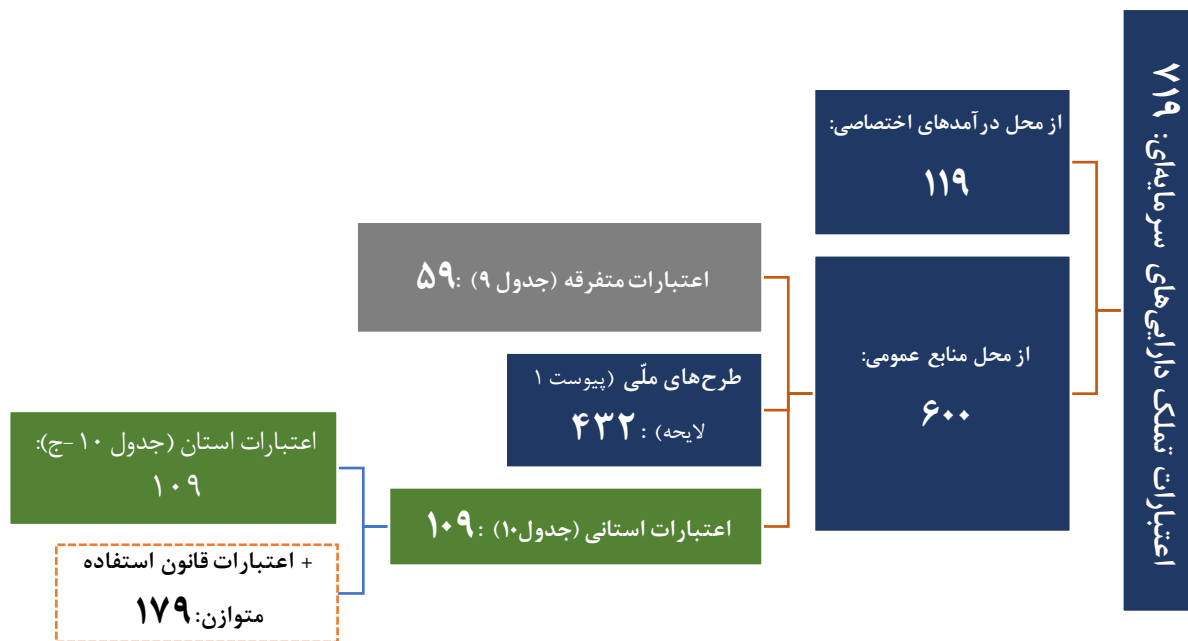 اعتبارات تملک دارایی‌های سرمایه‌ای: ۷۱۹
از محل درآمدهای اختصاصی:
۱۱۹
از محل منابع عمومی:
۶۰۰
اعتبارات متفرقه (جدول ۹) :۵۹
طرح‌های ملّی (پیوست ۱
لایحه) : ۴۳۲
اعتبارات استانی (جدول۱۰) :۱۰۹
اعتبارات استان (جدول ۱۰ -ج):
۱۰۹
+ اعتبارات قانون استفاده
متوازن:۱۷۹